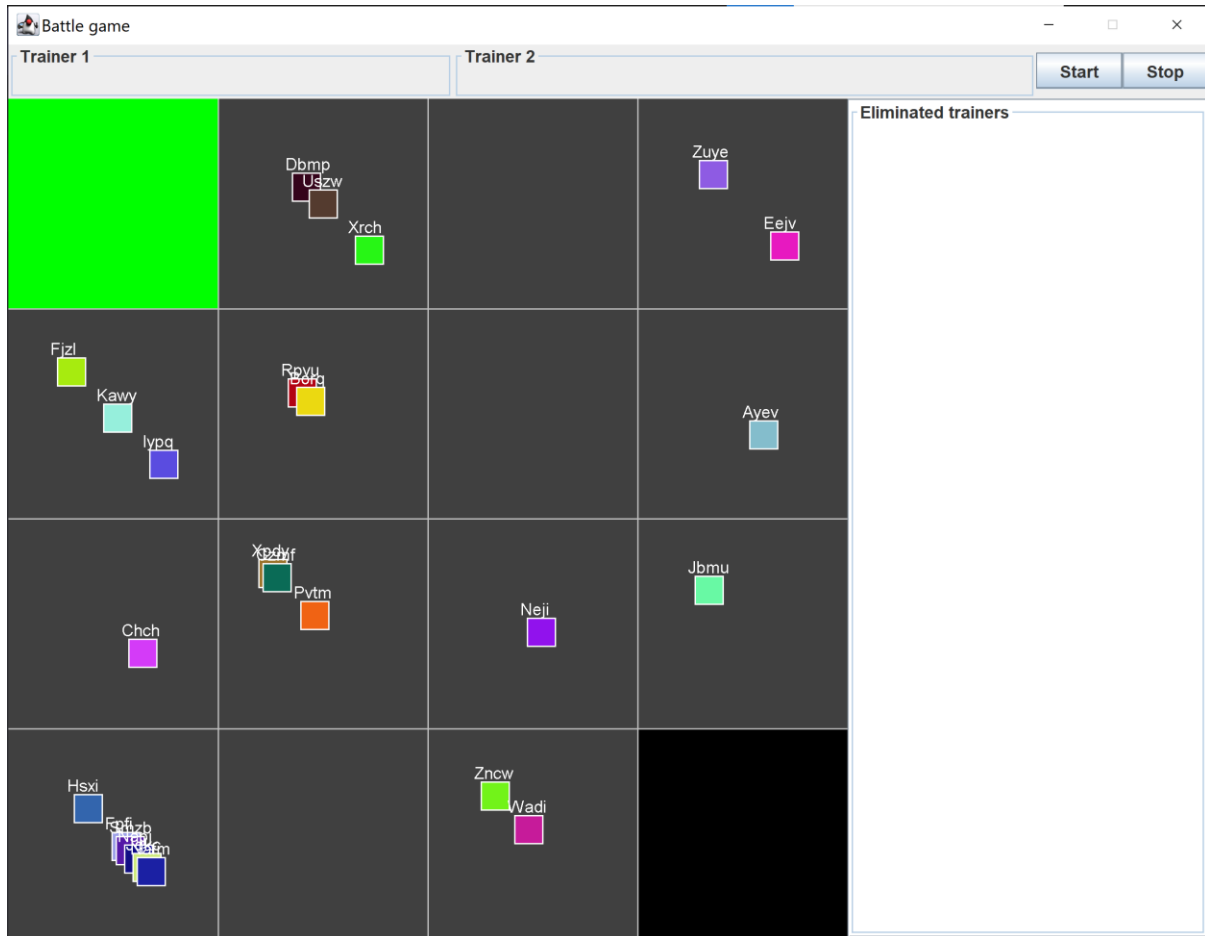 Battle game
Trainer 1
Trainer 2
Start
Stop
Eliminated trainers
Dbmp
Uszw
Xrch
Zuye
Eejv
Fjzl
Kawy
Iypq
Ayev
Xpdy
Pvtm
Neji
Jbmu
Chch
Hsxi
Zncw
Wadi